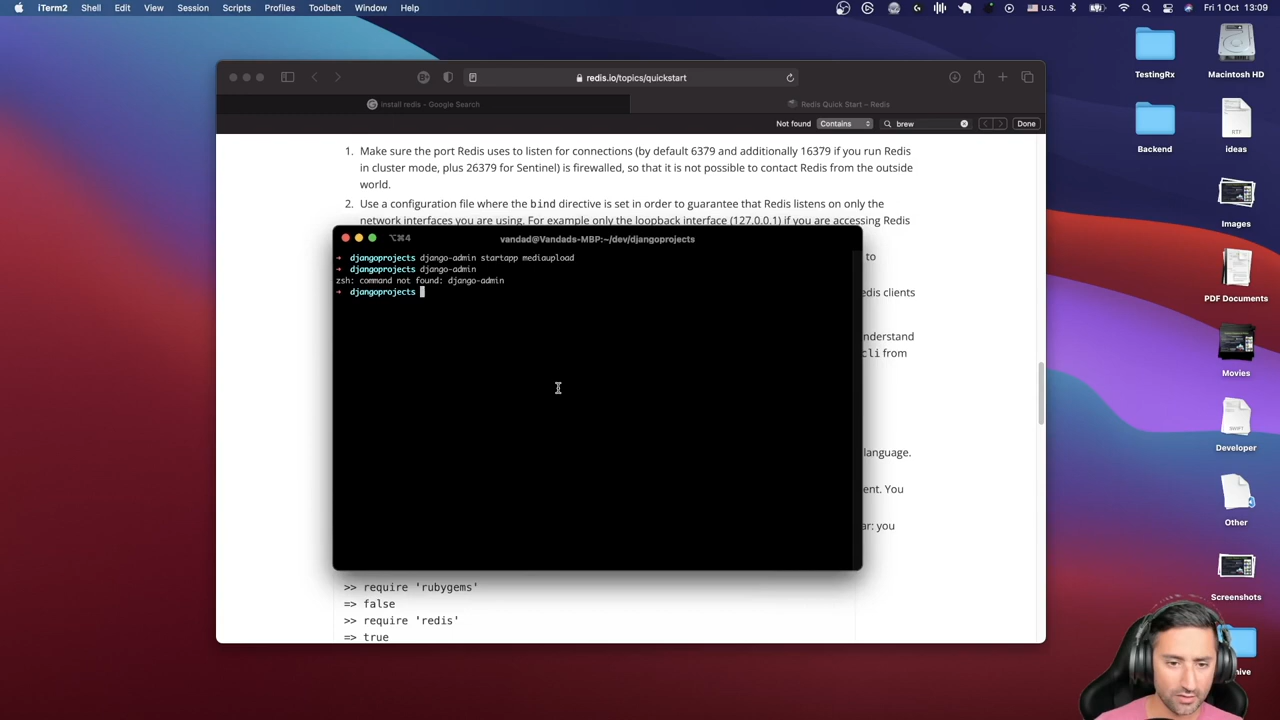 iTerm2 Shell Edit View Session Scripts Profiles Toolbelt Window Help
U.S. Fri 1 Oct 13:09
redis.io/topics/quickstart
install redis - Google Search
Redis Quick Start – Redis
Not found Contains brew Done
1. Make sure the port Redis uses to listen for connections (by default 6379 and additionally 16379 if you run Redis
in cluster mode, plus 26379 for Sentinel) is firewalled, so that it is not possible to contact Redis from the outside
world.
2. Use a configuration file where the bind directive is set in order to guarantee that Redis listens on only the
network interfaces you are using. For example only the loopback interface (127.0.0.1) if you are accessing Redis
to
edis clients
nderstand
cli from
language.
ent. You
ar: you
⌥⌘4
vandad@Vandads-MBP:~/dev/djangoprojects
➜ djangoprojects django-admin startapp mediaupload
➜ djangoprojects django-admin
zsh: command not found: django-admin
➜ djangoprojects
>> require 'rubygems'
=> false
>> require 'redis'
=> true
TestingRx
Macintosh HD
Backend
RTF
ideas
Images
PDF Documents
Movies
SWIFT
Developer
Other
Screenshots
hive